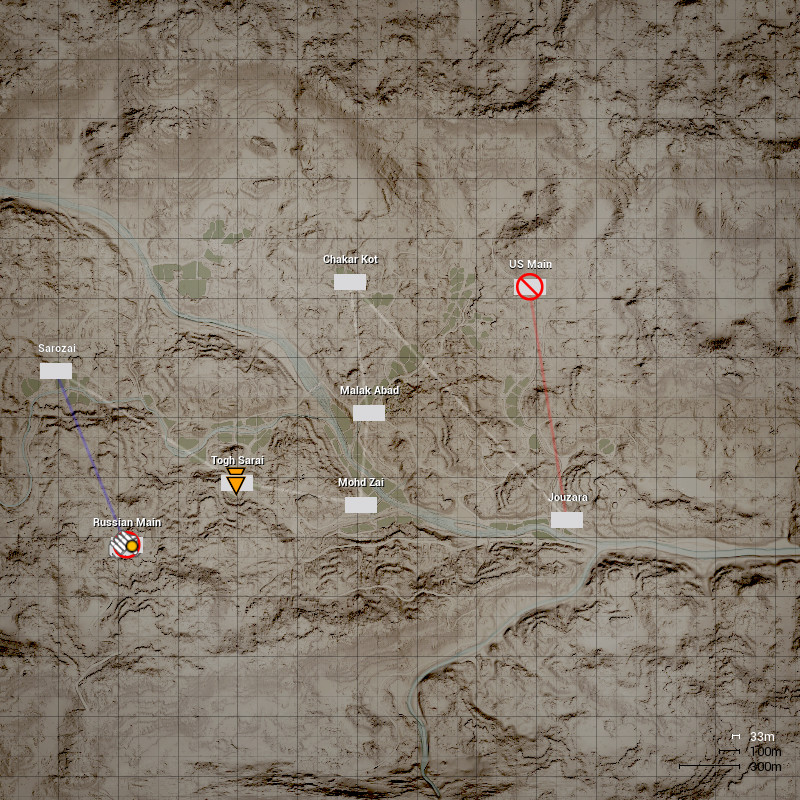 Chakar Kot
US Main
Sarozai
Malak Abad
Togh Sarai
Mohd Zai
Jouzara
Russian Main
33m
100m
300m